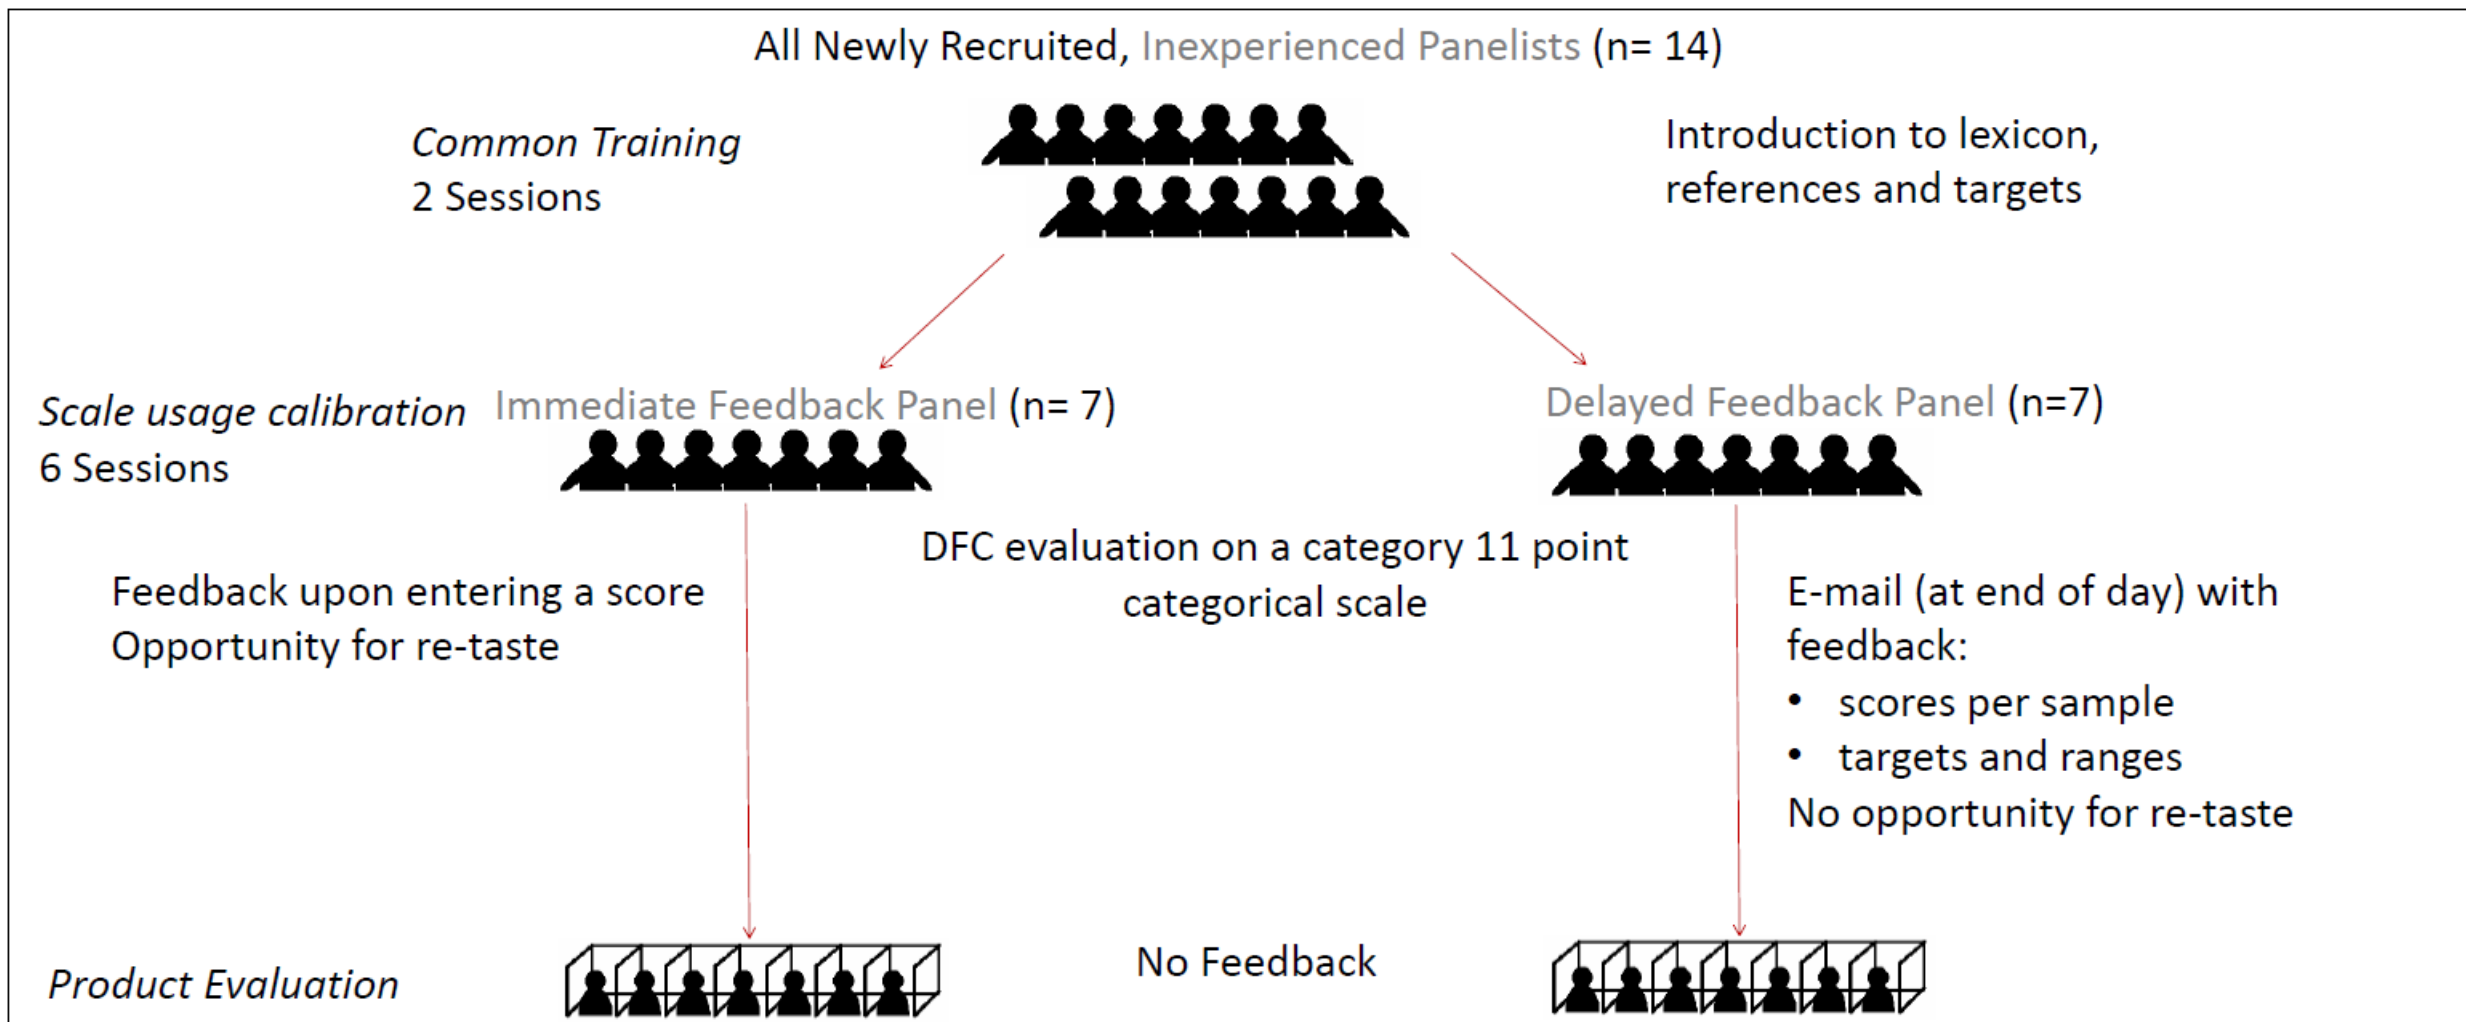 All Newly Recruited, Inexperienced Panelists (n= 14)
Common Training
2 Sessions
Introduction to lexicon,
references and targets
Scale usage calibration
6 Sessions
Immediate Feedback Panel (n= 7)
Delayed Feedback Panel (n=7)
Feedback upon entering a score
Opportunity for re-taste
DFC evaluation on a category 11 point
categorical scale
E-mail (at end of day) with
feedback:
• scores per sample
• targets and ranges
No opportunity for re-taste
Product Evaluation
No Feedback